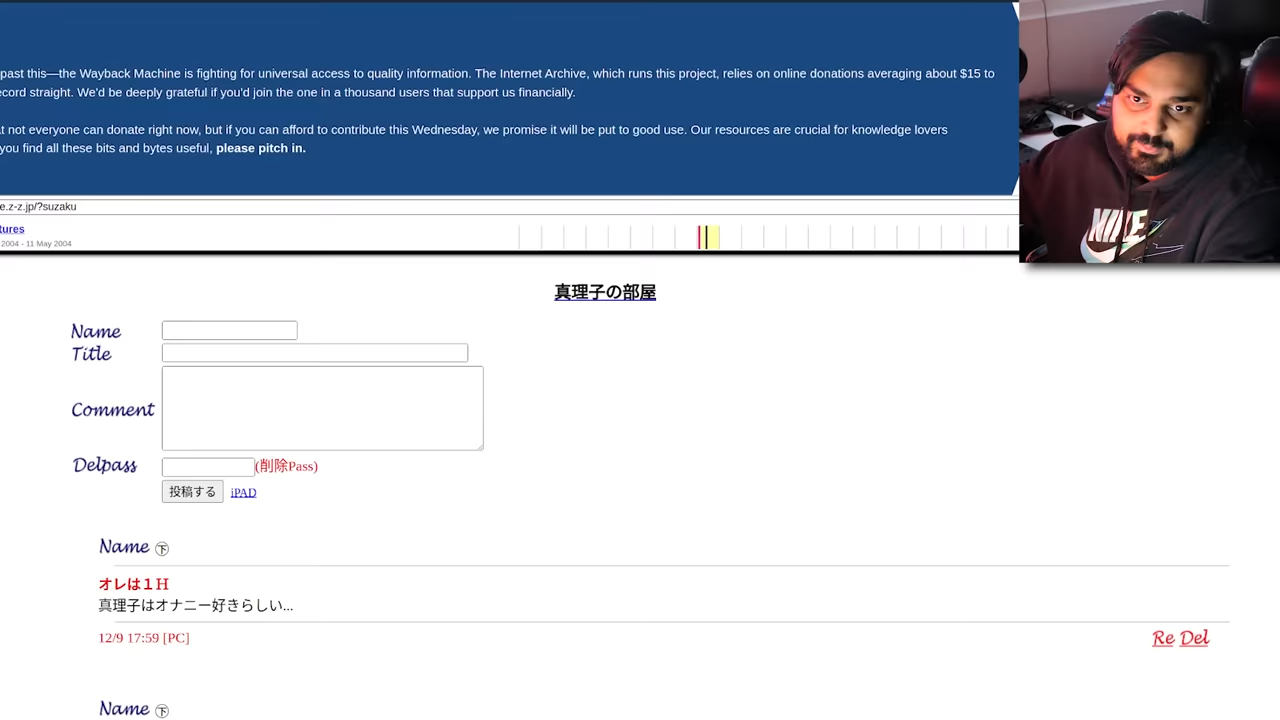 past this—the Wayback Machine is fighting for universal access to quality information. The Internet Archive, which runs this project, relies on online donations averaging about $15 to
ecord straight. We'd be deeply grateful if you'd join the one in a thousand users that support us financially.
t not everyone can donate right now, but if you can afford to contribute this Wednesday, we promise it will be put to good use. Our resources are crucial for knowledge lovers
you find all these bits and bytes useful, please pitch in.
e.z-z.jp/?suzaku
tures
2004 - 11 May 2004
NIKE
真理子の部屋
Name
Title
Comment
Delpass (削除Pass)
投稿する iPAD
Name 下
オレは１Ｈ
真理子はオナニー好きらしい...
12/9 17:59 [PC] Re Del
Name 下